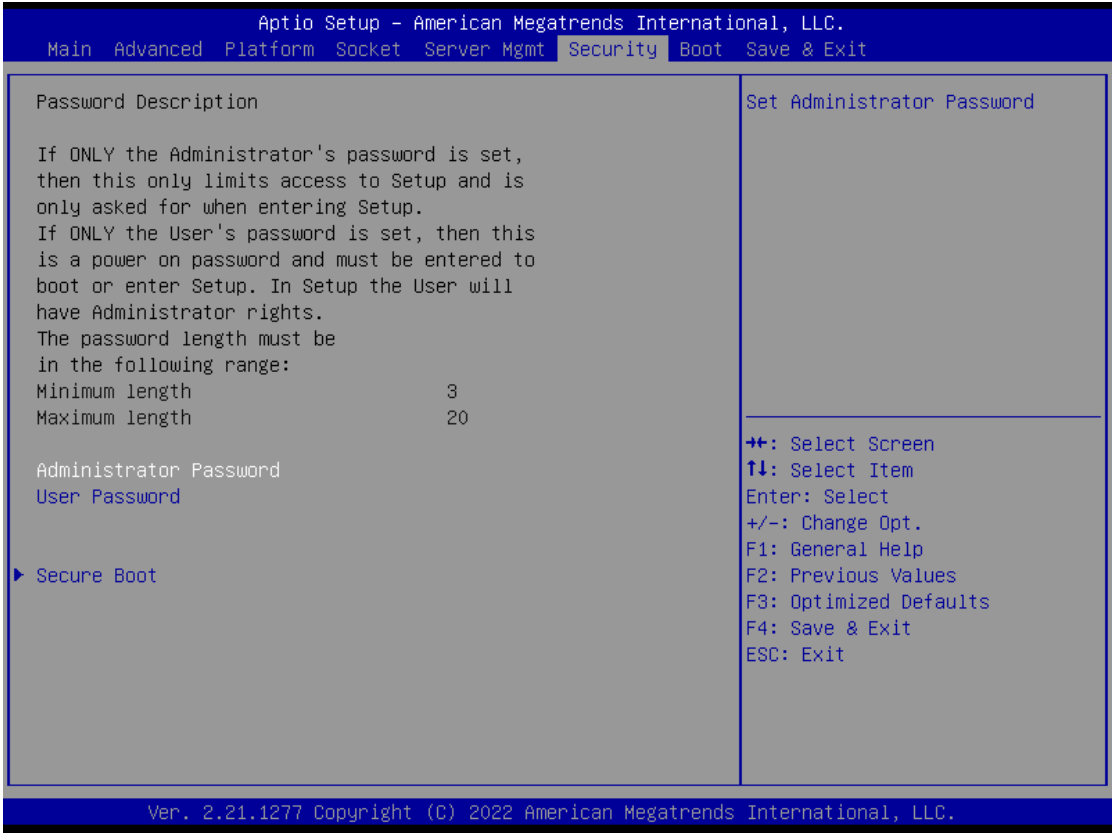 Aptio Setup – American Megatrends International, LLC.
Main Advanced Platform Socket Server Mgmt Security Boot Save & Exit
Password Description
If ONLY the Administrator's password is set,
then this only limits access to Setup and is
only asked for when entering Setup.
If ONLY the User's password is set, then this
is a power on password and must be entered to
boot or enter Setup. In Setup the User will
have Administrator rights.
The password length must be
in the following range:
Minimum length 3
Maximum length 20
Administrator Password
User Password
Secure Boot
Set Administrator Password
→←: Select Screen
↑↓: Select Item
Enter: Select
+/-: Change Opt.
F1: General Help
F2: Previous Values
F3: Optimized Defaults
F4: Save & Exit
ESC: Exit
Ver. 2.21.1277 Copyright (C) 2022 American Megatrends International, LLC.